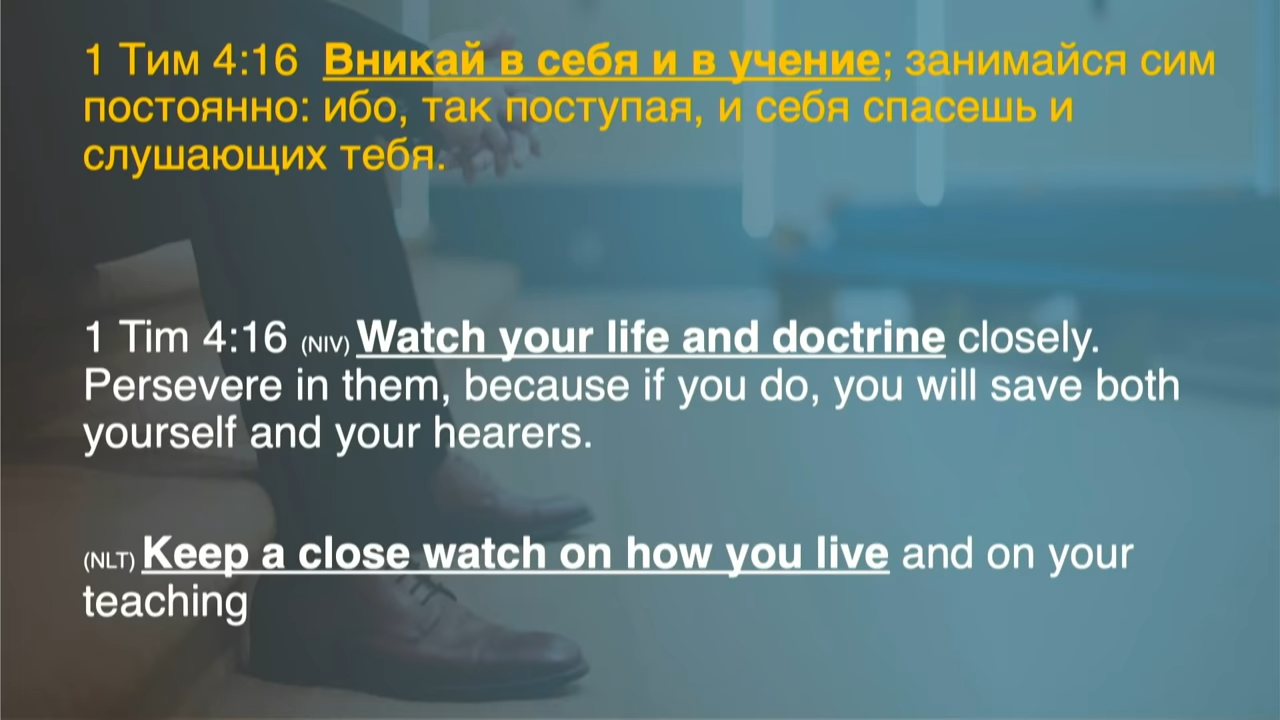 1 Тим 4:16 Вникай в себя и в учение; занимайся сим
постоянно: ибо, так поступая, и себя спасешь и
слушающих тебя.
1 Tim 4:16 (NIV) Watch your life and doctrine closely.
Persevere in them, because if you do, you will save both
yourself and your hearers.
(NLT) Keep a close watch on how you live and on your
teaching